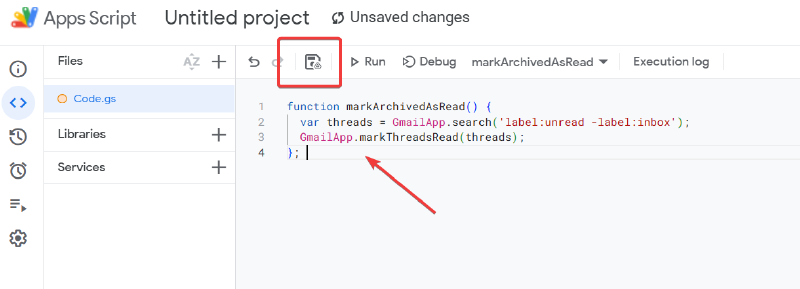 Apps Script Untitled project Unsaved changes
Files AZ Run Debug markArchivedAsRead Execution log
Code.gs
Libraries
Services
1 function markArchivedAsRead() {
2 var threads = GmailApp.search('label:unread -label:inbox');
3 GmailApp.markThreadsRead(threads);
4 };